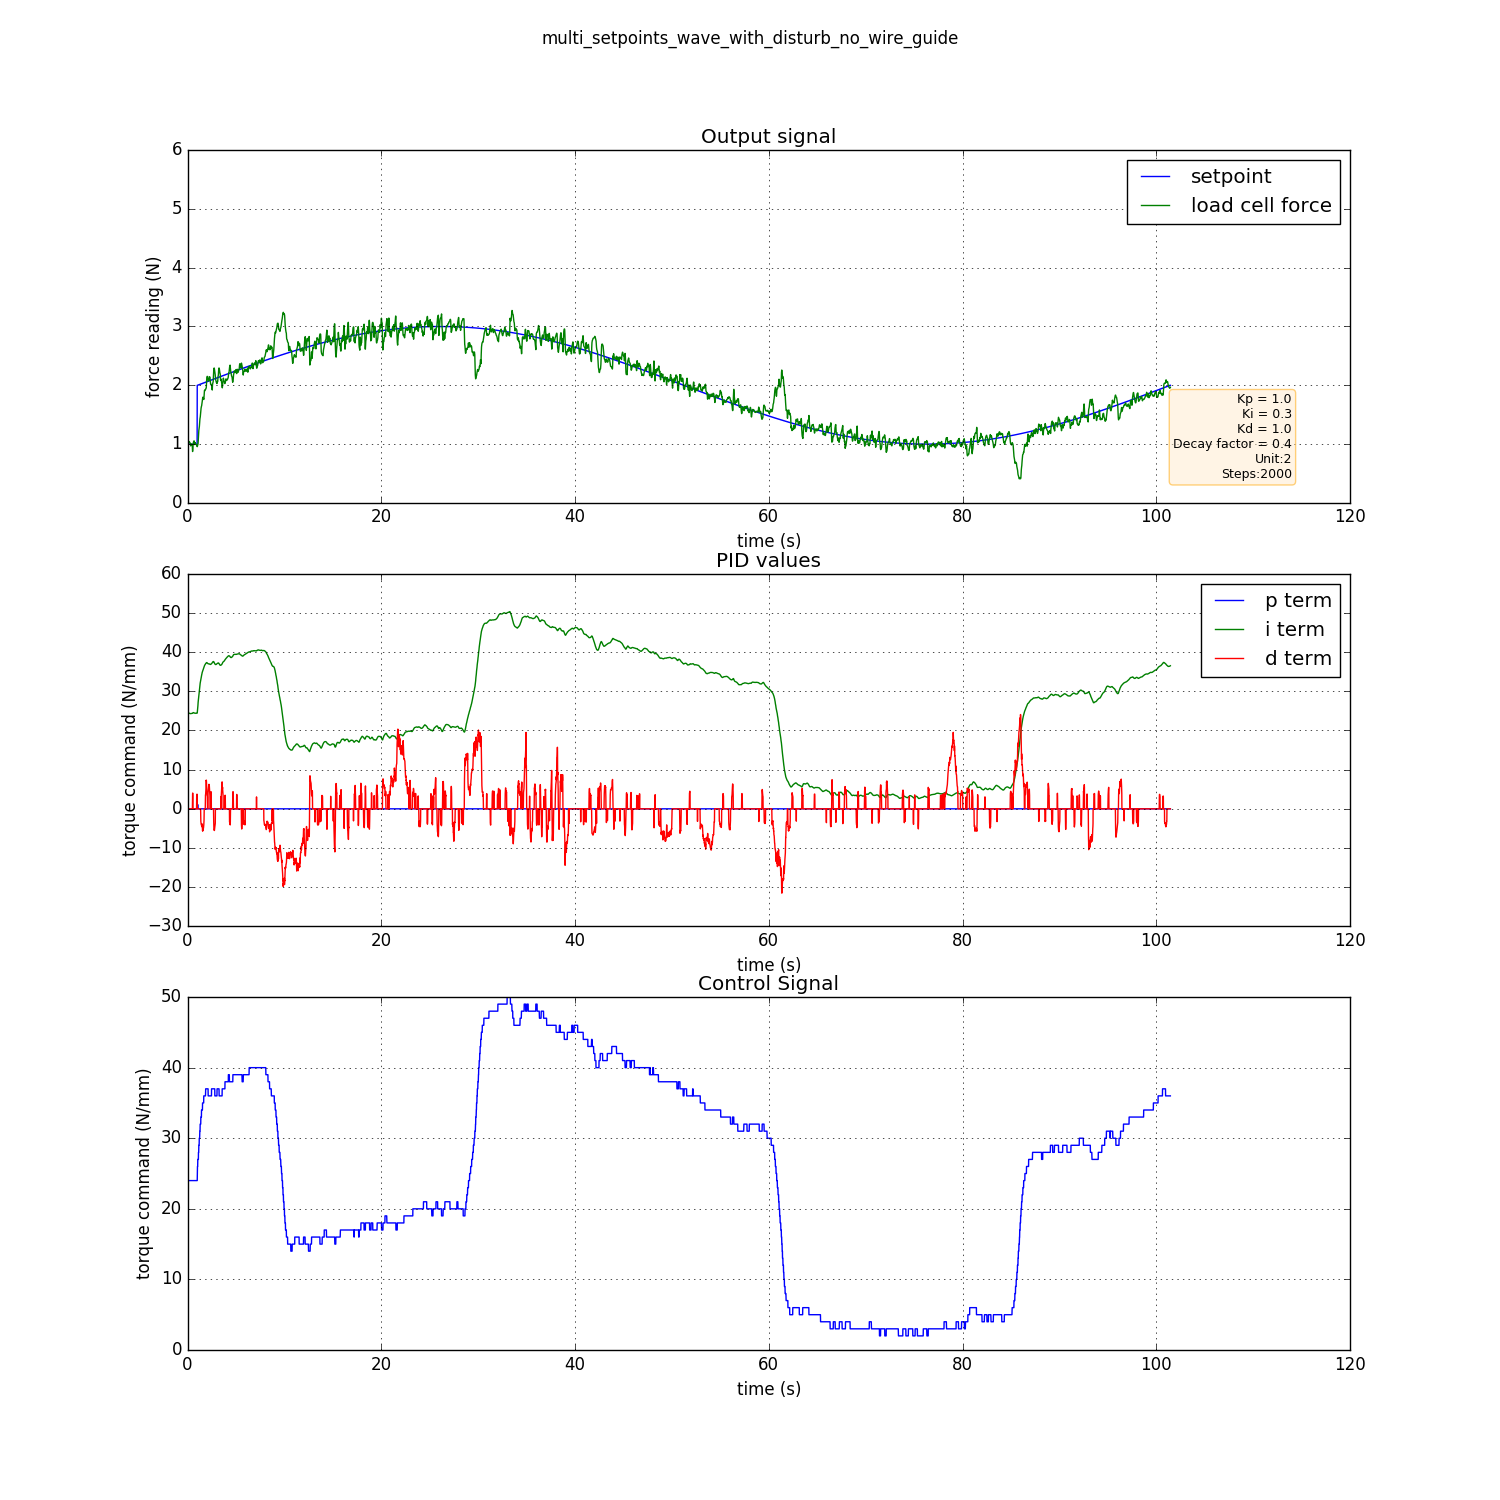 multi_setpoints_wave_with_disturb_no_wire_guide
Output signal
6
5
4
3
2
1
0
force reading (N)
setpoint
load cell force
Kp = 1.0
Ki = 0.3
Kd = 1.0
Decay factor = 0.4
Unit:2
Steps:2000
0 20 40 60 80 100 120
time (s)
PID values
60
50
40
30
20
10
0
−10
−20
−30
torque command (N/mm)
p term
i term
d term
0 20 40 60 80 100 120
time (s)
Control Signal
50
40
30
20
10
0
torque command (N/mm)
0 20 40 60 80 100 120
time (s)